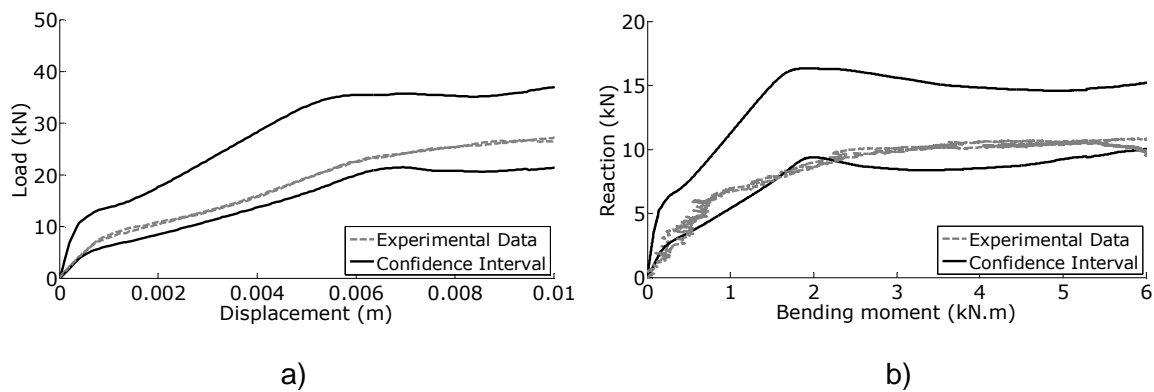 50
40
30
20
10
0
Load (kN)
0 0.002 0.004 0.006 0.008 0.01
Displacement (m)
Experimental Data
Confidence Interval
a)
20
15
10
5
0
Reaction (kN)
0 1 2 3 4 5 6
Bending moment (kN.m)
Experimental Data
Confidence Interval
b)